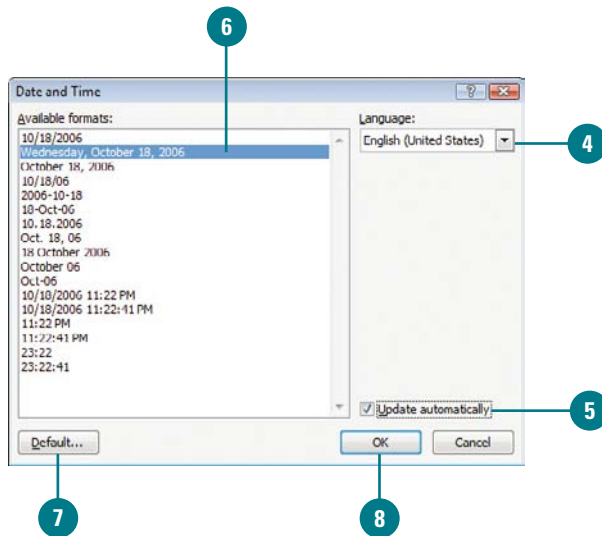 6
Date and Time
Available formats:
Language:
10/18/2006
Wednesday, October 18, 2006
October 18, 2006
10/18/06
2006-10-18
18-Oct-06
10.18.2006
Oct. 18, 06
18 October 2006
October 06
Oct-06
10/18/2006 11:22 PM
10/18/2006 11:22:41 PM
11:22 PM
11:22:41 PM
23:22
23:22:41
English (United States)
4
Update automatically
5
Default...
OK
Cancel
7
8